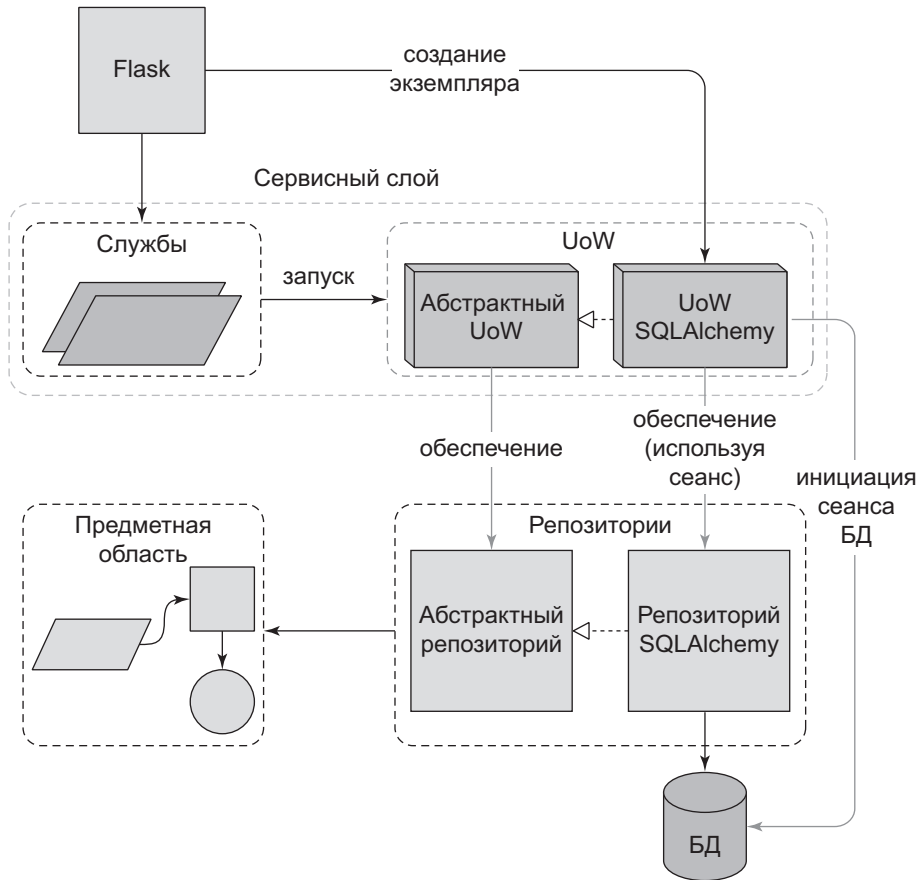 Flask
создание
экземпляра
Сервисный слой
Службы
запуск
UoW
Абстрактный
UoW
UoW
SQLAlchemy
обеспечение
обеспечение
(используя
сеанс)
инициация
сеанса
БД
Предметная
область
Репозитории
Абстрактный
репозиторий
Репозиторий
SQLAlchemy
БД